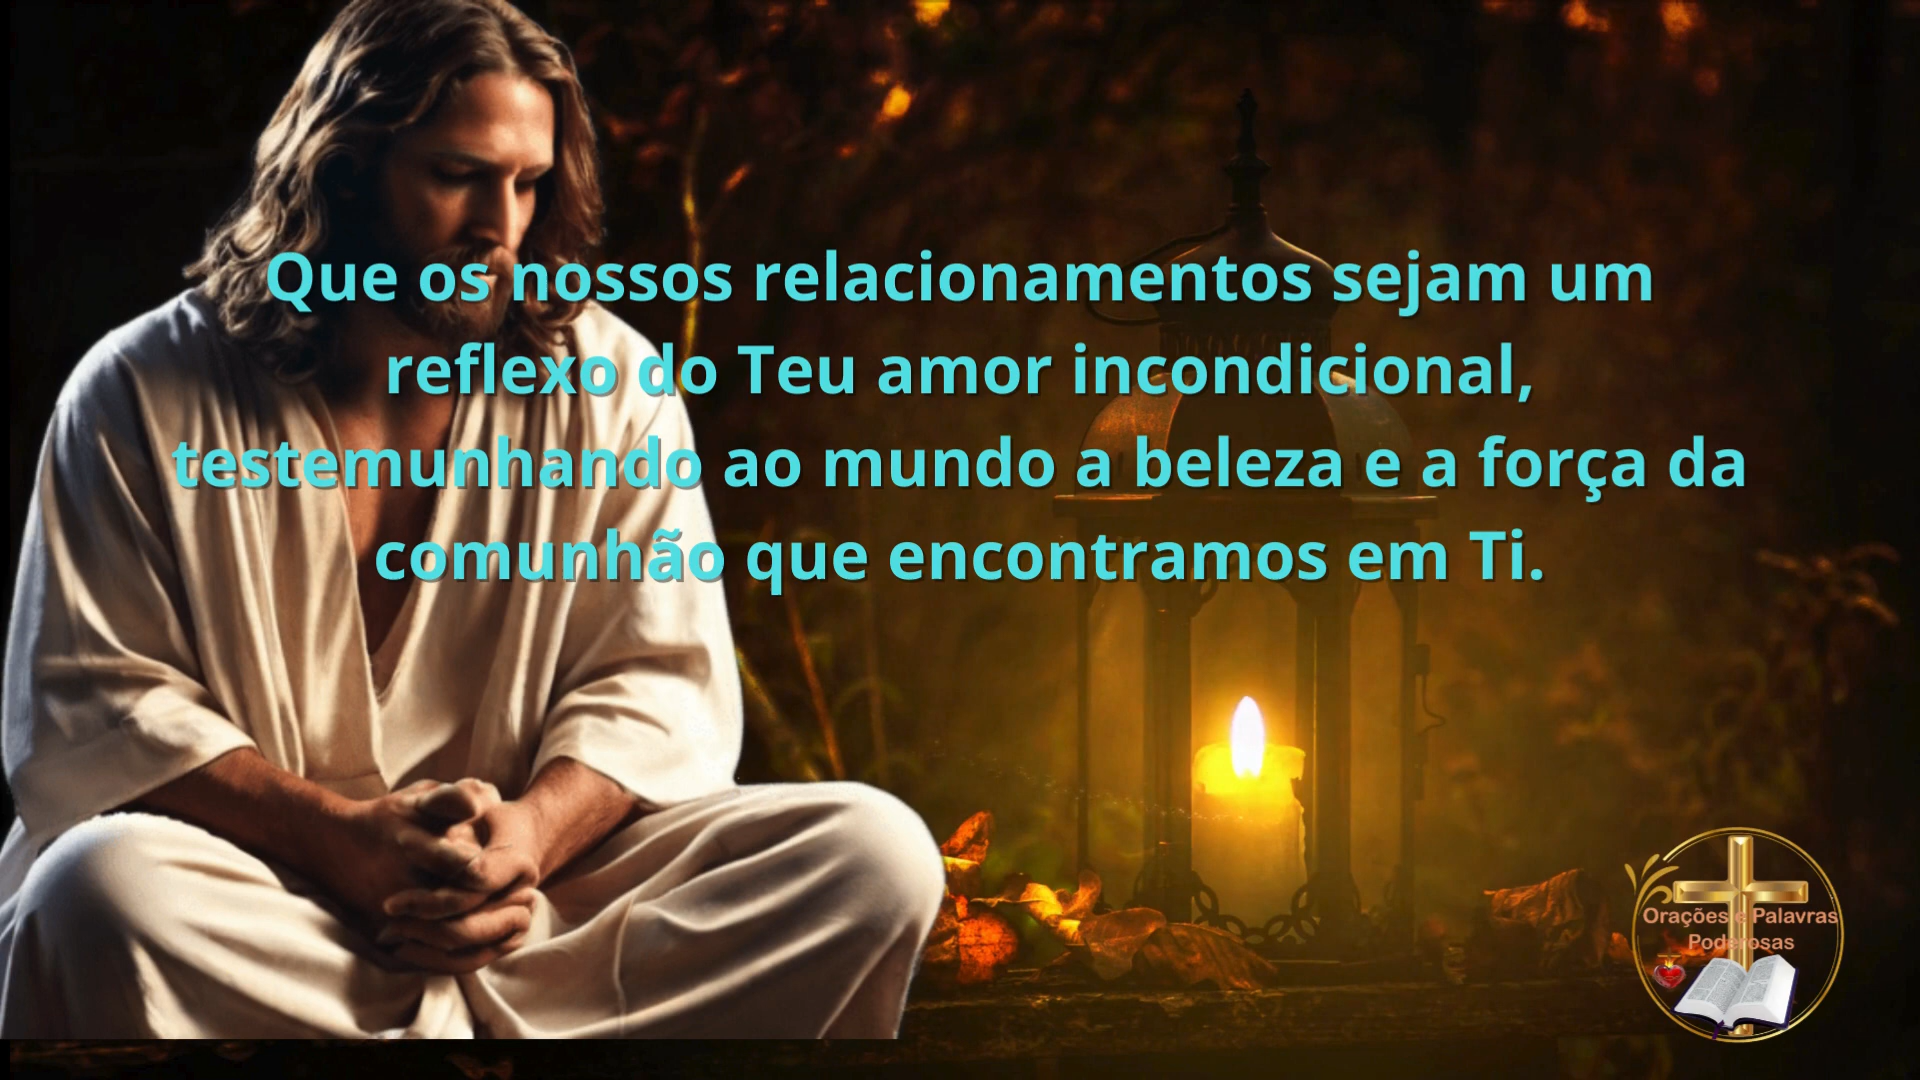 Que os nossos relacionamentos sejam um
reflexo do Teu amor incondicional,
testemunhando ao mundo a beleza e a força da
comunhão que encontramos em Ti.
Orações e Palavras
Poderosas